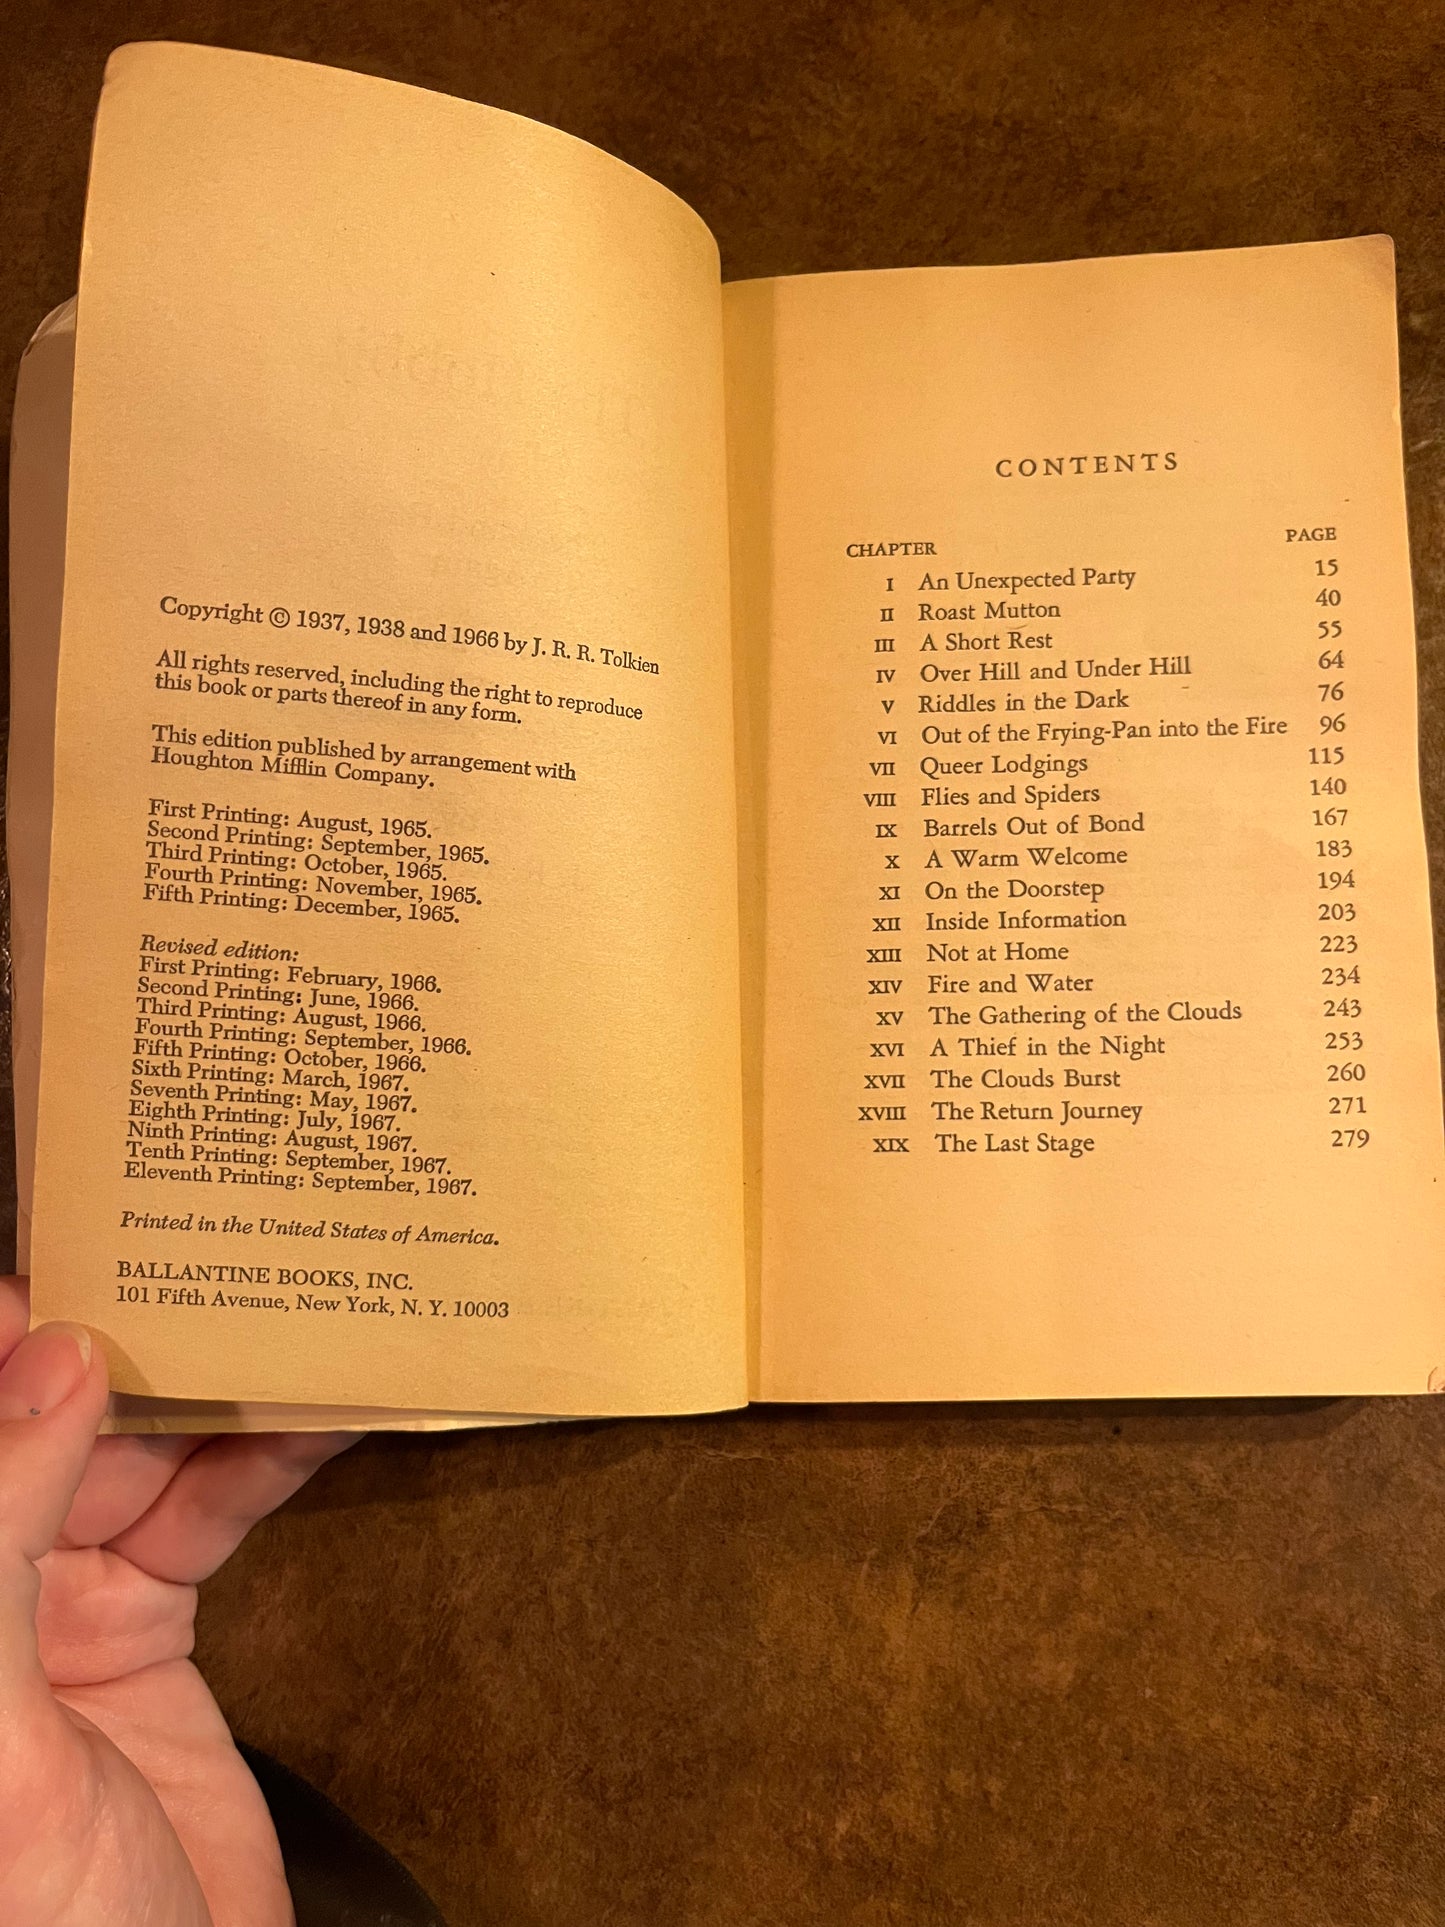 Copyright © 1937, 1938 and 1966 by J. R. R. Tolkien
All rights reserved, including the right to reproduce
this book or parts thereof in any form.
This edition published by arrangement with
Houghton Mifflin Company.
First Printing: August, 1965.
Second Printing: September, 1965.
Third Printing: October, 1965.
Fourth Printing: November, 1965.
Fifth Printing: December, 1965.
Revised edition:
First Printing: February, 1966.
Second Printing: June, 1966.
Third Printing: August, 1966.
Fourth Printing: September, 1966.
Fifth Printing: October, 1966.
Sixth Printing: March, 1967.
Seventh Printing: May, 1967.
Eighth Printing: July, 1967.
Ninth Printing: August, 1967.
Tenth Printing: September, 1967.
Eleventh Printing: September, 1967.
Printed in the United States of America.
BALLANTINE BOOKS, INC.
101 Fifth Avenue, New York, N. Y. 10003
CONTENTS
CHAPTER PAGE
I An Unexpected Party 15
II Roast Mutton 40
III A Short Rest 55
IV Over Hill and Under Hill 64
V Riddles in the Dark 76
VI Out of the Frying-Pan into the Fire 96
VII Queer Lodgings 115
VIII Flies and Spiders 140
IX Barrels Out of Bond 167
X A Warm Welcome 183
XI On the Doorstep 194
XII Inside Information 203
XIII Not at Home 223
XIV Fire and Water 234
XV The Gathering of the Clouds 243
XVI A Thief in the Night 253
XVII The Clouds Burst 260
XVIII The Return Journey 271
XIX The Last Stage 279